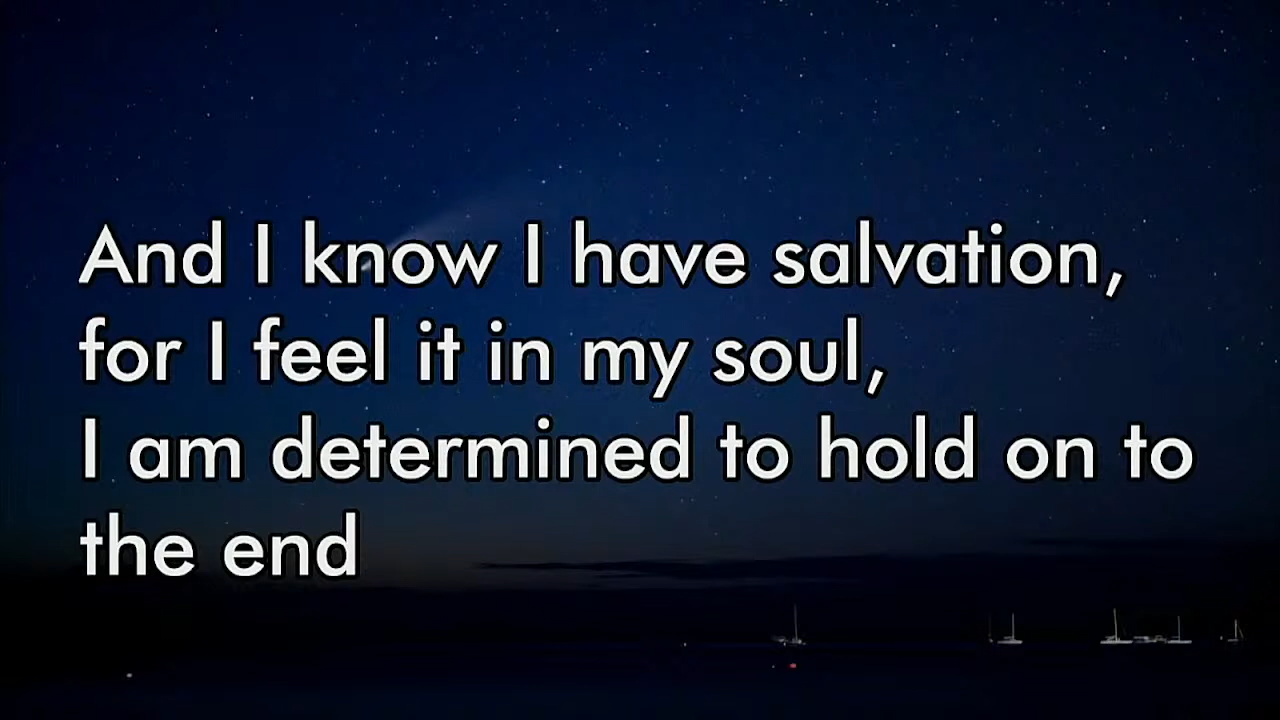 And I know I have salvation,
for I feel it in my soul,
I am determined to hold on to
the end